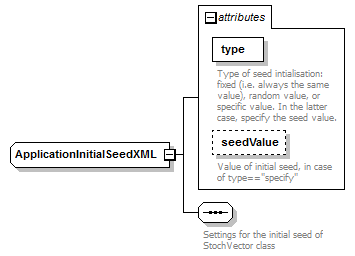 attributes
type
Type of seed intialisation:
fixed (i.e. always the same
value), random value, or
specific value. In the latter
case, specify the seed value.
seedValue
Value of initial seed, in case
of type=="specify"
ApplicationInitialSeedXML
Settings for the initial seed of
StochVector class